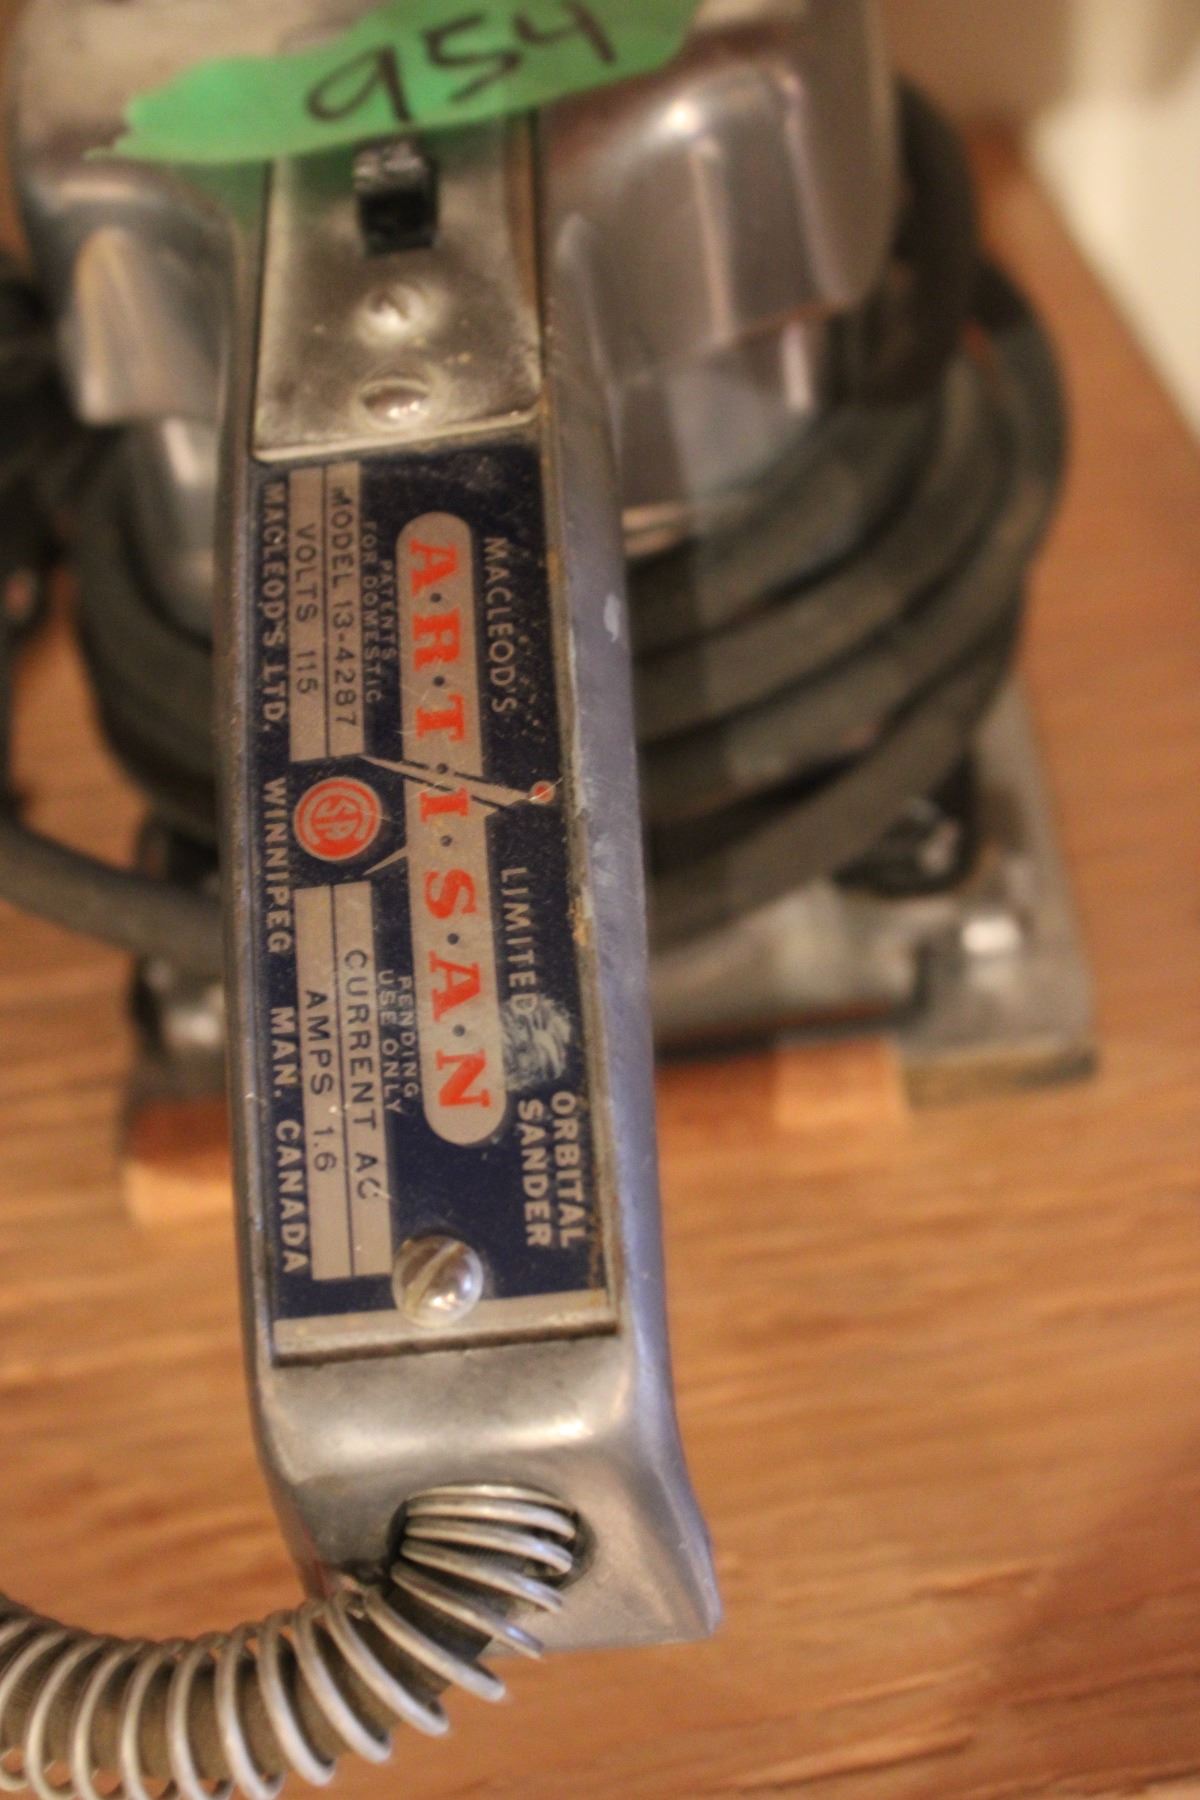 954
MACLEOD'S LIMITED
ORBITAL
SANDER
A·R·T·I·S·A·N
PATENTS PENDING
FOR DOMESTIC USE ONLY
MODEL 13-4287 CURRENT AC
VOLTS 115 AMPS 1.6
MACLEOD'S LTD. WINNIPEG MAN. CANADA